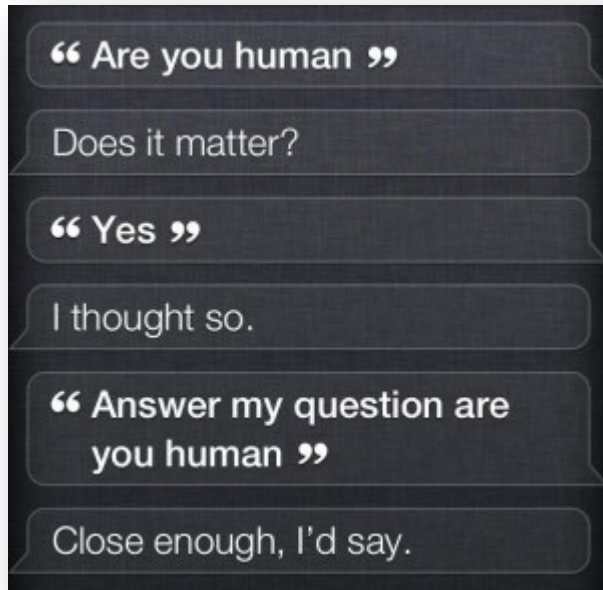 “ Are you human ”
Does it matter?
“ Yes ”
I thought so.
“ Answer my question are
you human ”
Close enough, I’d say.